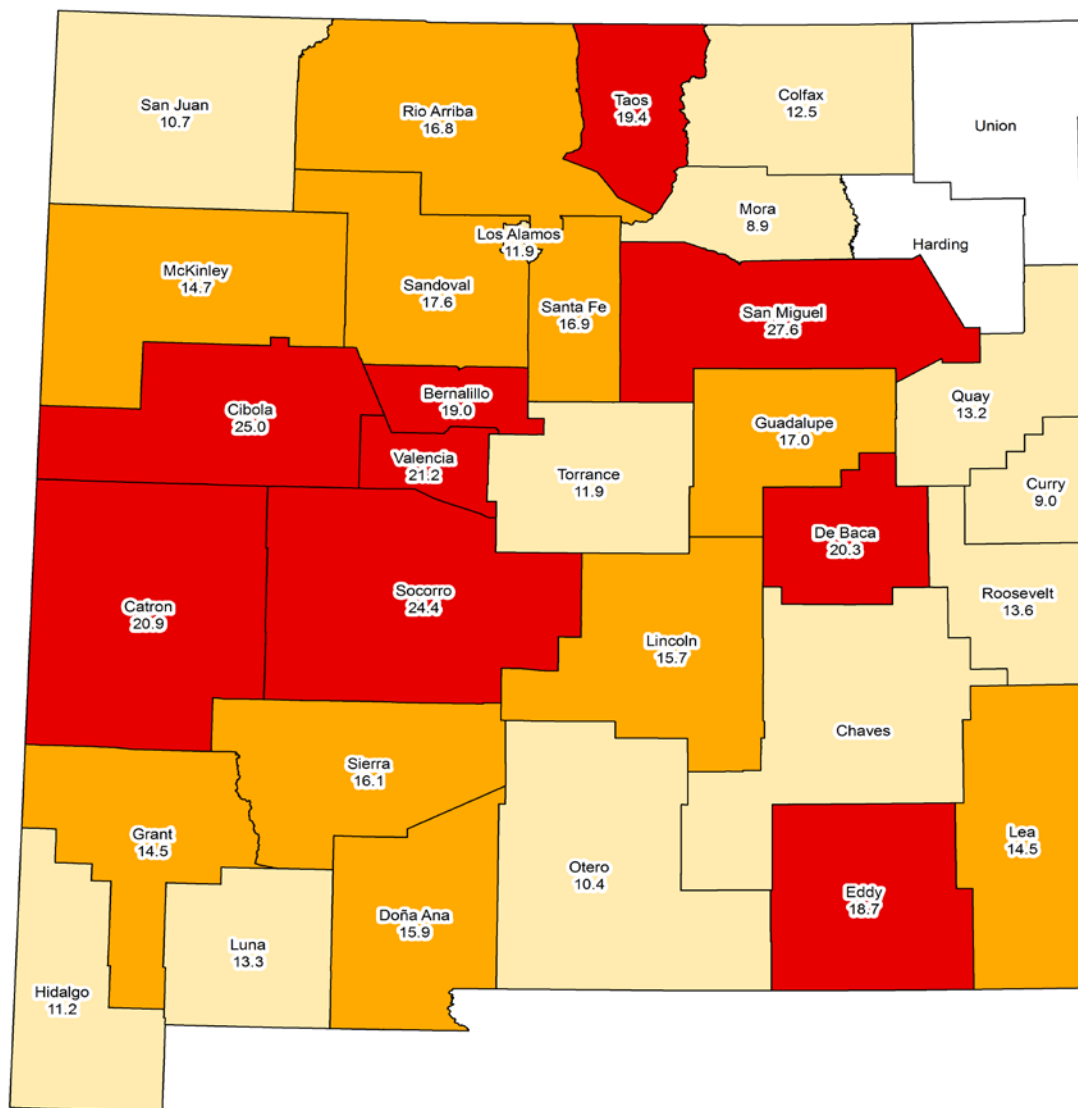 San Juan
10.7
Rio Arriba
16.8
Taos
19.4
Colfax
12.5
Union
Mora
8.9
Los Alamos
11.9
Harding
McKinley
14.7
Sandoval
17.6
Santa Fe
16.9
San Miguel
27.6
Cibola
25.0
Bernalillo
19.0
Quay
13.2
Guadalupe
17.0
Valencia
21.2
Torrance
11.9
Curry
9.0
De Baca
20.3
Catron
20.9
Socorro
24.4
Roosevelt
13.6
Lincoln
15.7
Chaves
Sierra
16.1
Grant
14.5
Lea
14.5
Otero
10.4
Eddy
18.7
Doña Ana
15.9
Luna
13.3
Hidalgo
11.2